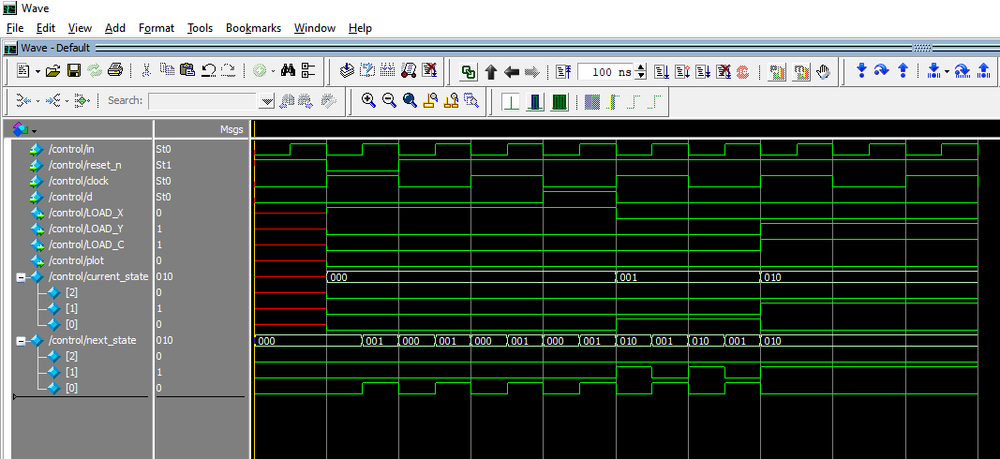 Wave
File Edit View Add Format Tools Bookmarks Window Help
Wave - Default
100 ns
Search:
Msgs
/control/in St0
/control/reset_n St1
/control/clock St0
/control/d St0
/control/LOAD_X 0
/control/LOAD_Y 1
/control/LOAD_C 1
/control/plot 0
/control/current_state 010 000 001 010
[2] 0
[1] 1
[0] 0
/control/next_state 010 000 001 000 001 000 001 000 001 010 001 010 001 010
[2] 0
[1] 1
[0] 0